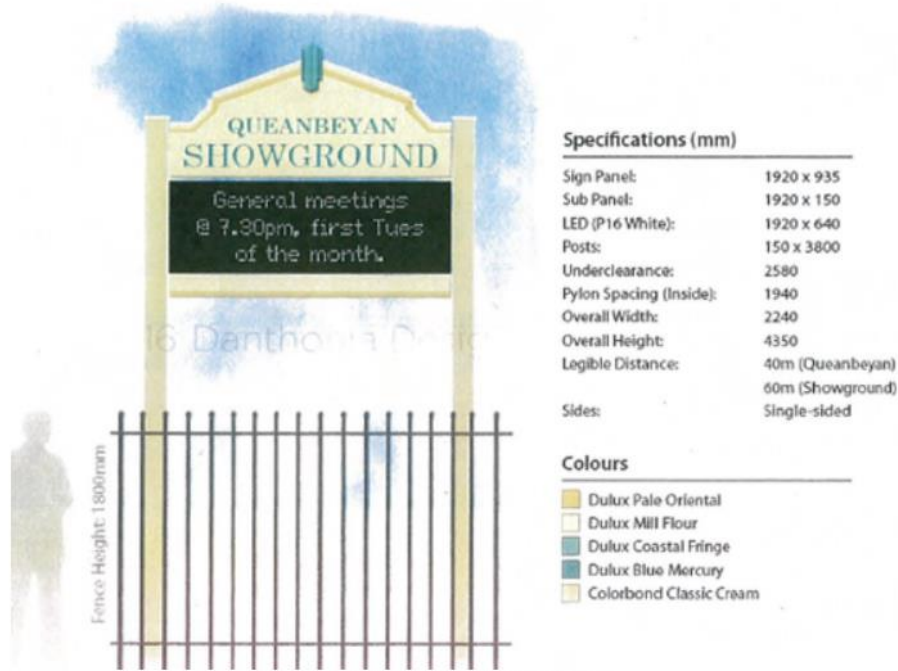 QUEANBEYAN
SHOWGROUND
General meetings
@ 7.30pm, first Tues
of the month.
16 Danthonia Desig
Fence Height: 1800mm
Specifications (mm)
Sign Panel: 1920 x 935
Sub Panel: 1920 x 150
LED (P16 White): 1920 x 640
Posts: 150 x 3800
Underclearance: 2580
Pylon Spacing (Inside): 1940
Overall Width: 2240
Overall Height: 4350
Legible Distance: 40m (Queanbeyan)
60m (Showground)
Sides: Single-sided
Colours
Dulux Pale Oriental
Dulux Mill Flour
Dulux Coastal Fringe
Dulux Blue Mercury
Colorbond Classic Cream